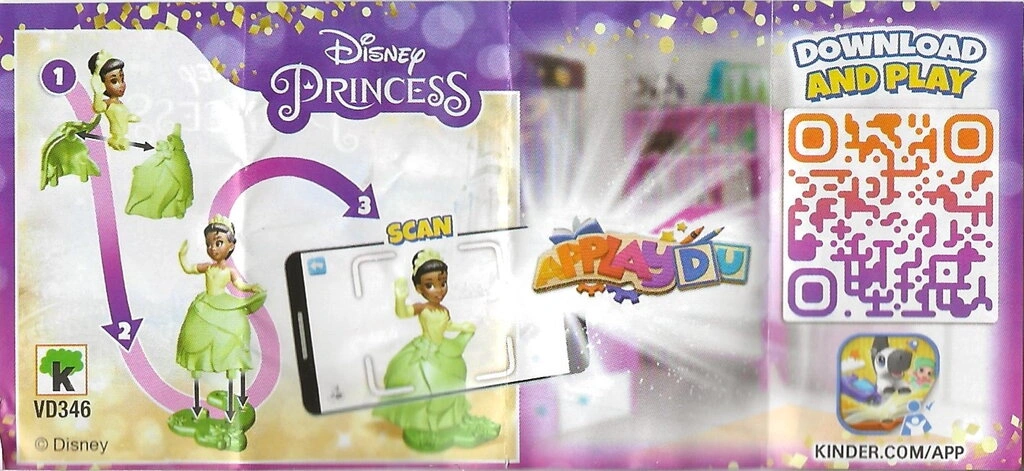 DISNEY
PRINCESS
1
2
3
SCAN
APPLAYDU
k
VD346
© Disney
DOWNLOAD
AND PLAY
KINDER.COM/APP